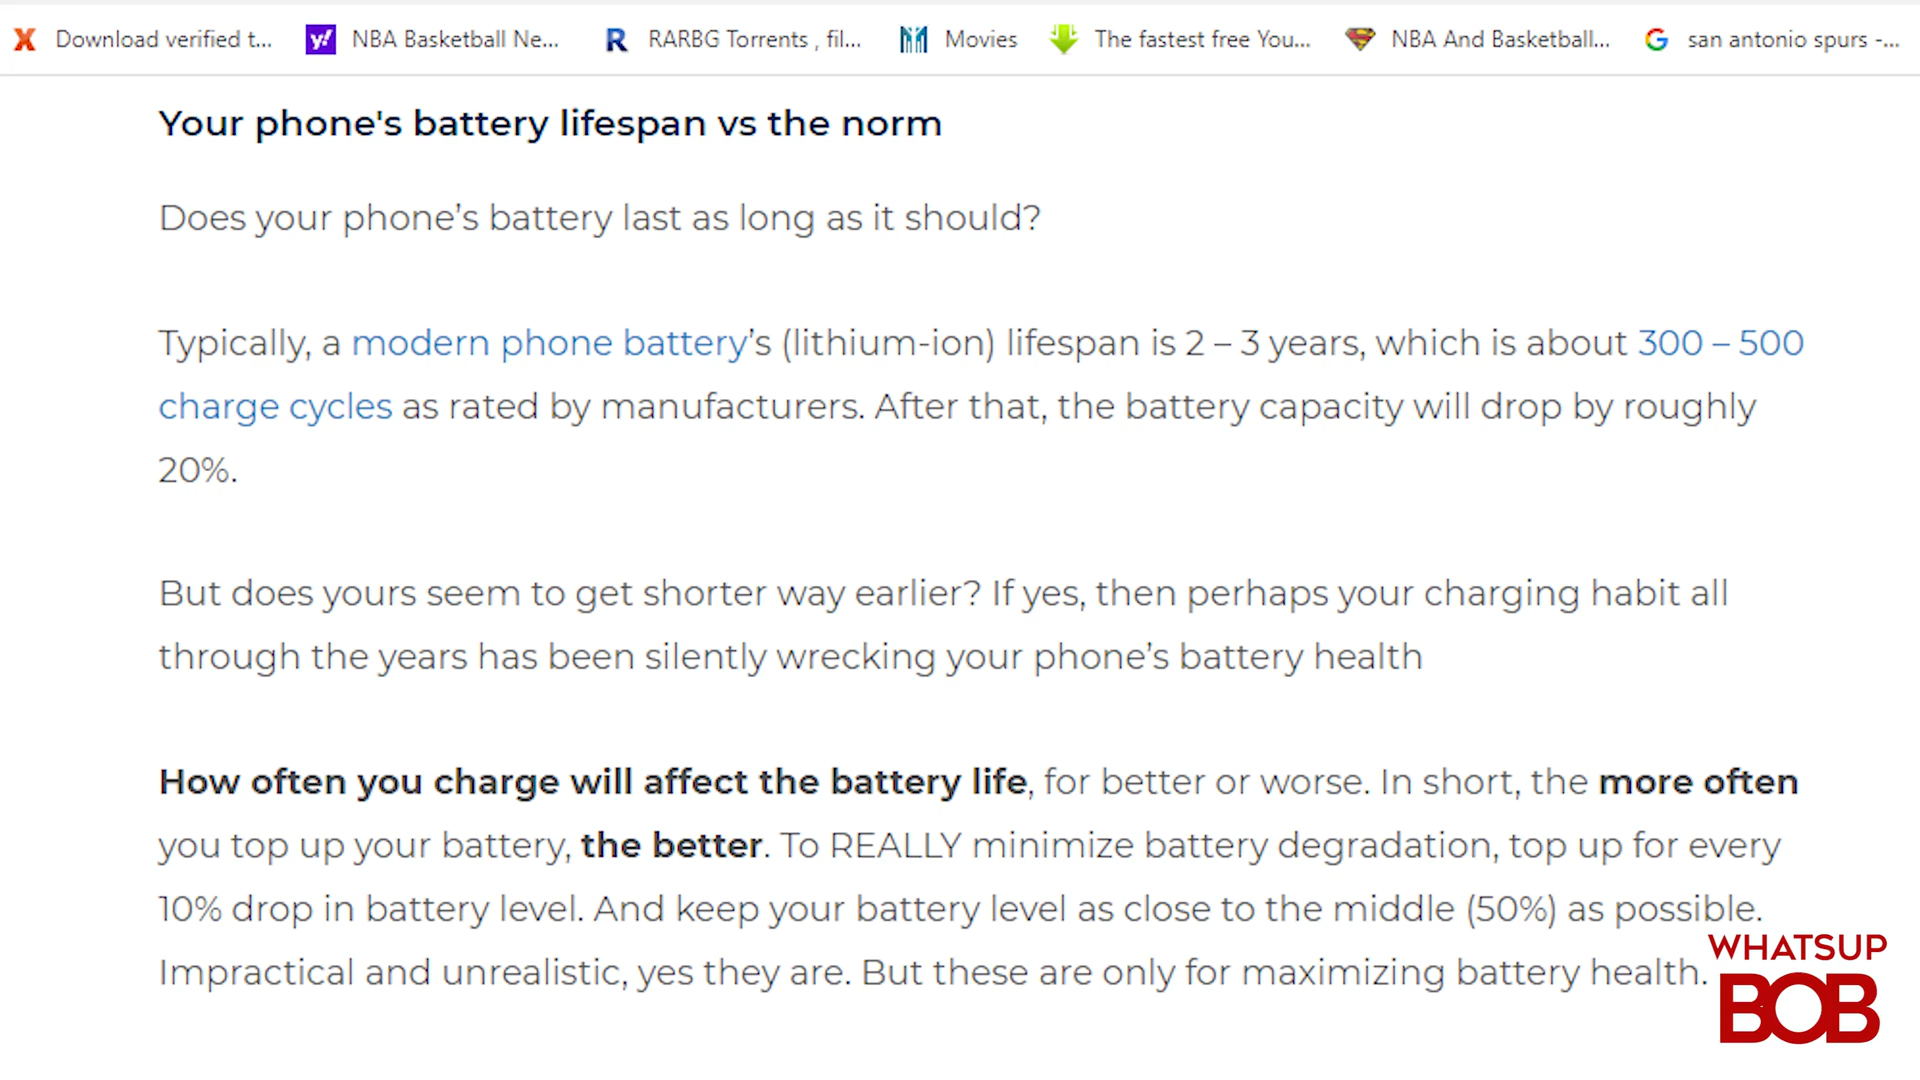 Download verified t... NBA Basketball Ne... RARBG Torrents , fil... Movies The fastest free You... NBA And Basketball... san antonio spurs -...
Your phone's battery lifespan vs the norm
Does your phone’s battery last as long as it should?
Typically, a modern phone battery’s (lithium-ion) lifespan is 2 – 3 years, which is about 300 – 500
charge cycles as rated by manufacturers. After that, the battery capacity will drop by roughly
20%.
But does yours seem to get shorter way earlier? If yes, then perhaps your charging habit all
through the years has been silently wrecking your phone’s battery health
How often you charge will affect the battery life, for better or worse. In short, the more often
you top up your battery, the better. To REALLY minimize battery degradation, top up for every
10% drop in battery level. And keep your battery level as close to the middle (50%) as possible.
Impractical and unrealistic, yes they are. But these are only for maximizing battery health.
WHATSUP
BOB